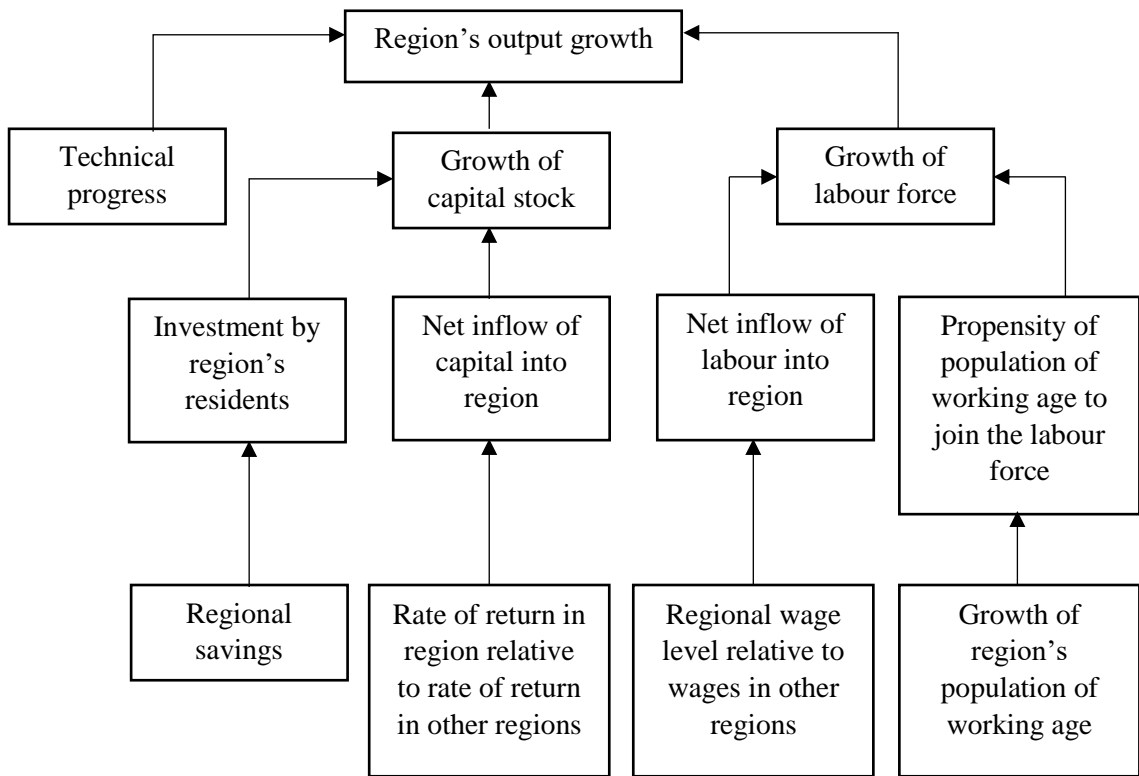 Region’s output growth
Technical
progress
Growth of
capital stock
Growth of
labour force
Investment by
region’s
residents
Net inflow of
capital into
region
Net inflow of
labour into
region
Propensity of
population of
working age to
join the labour
force
Regional
savings
Rate of return in
region relative
to rate of return
in other regions
Regional wage
level relative to
wages in other
regions
Growth of
region’s
population of
working age